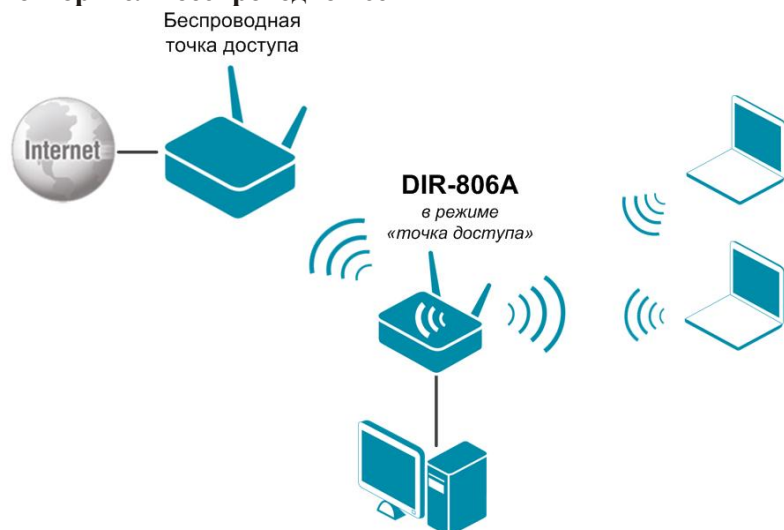 Беспроводная
точка доступа
Internet
DIR-806A
в режиме
«точка доступа»